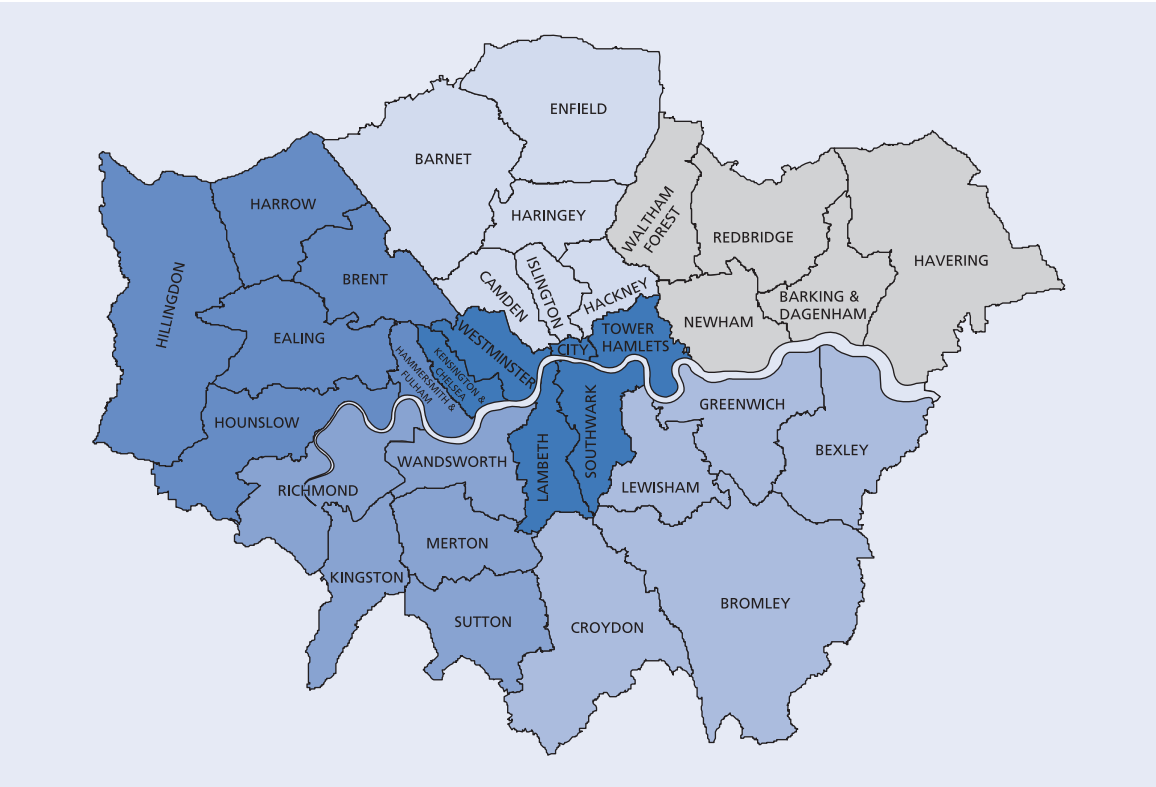 ENFIELD
BARNET
HARROW
HARINGEY
WALTHAM
FOREST
REDBRIDGE
HAVERING
HILLINGDON
BRENT
CAMDEN
ISLINGTON
HACKNEY
BARKING &
DAGENHAM
NEWHAM
EALING
WESTMINSTER
CITY
TOWER
HAMLETS
KENSINGTON &
CHELSEA
HAMMERSMITH &
FULHAM
HOUNSLOW
GREENWICH
BEXLEY
WANDSWORTH
LAMBETH
SOUTHWARK
LEWISHAM
RICHMOND
MERTON
KINGSTON
SUTTON
CROYDON
BROMLEY